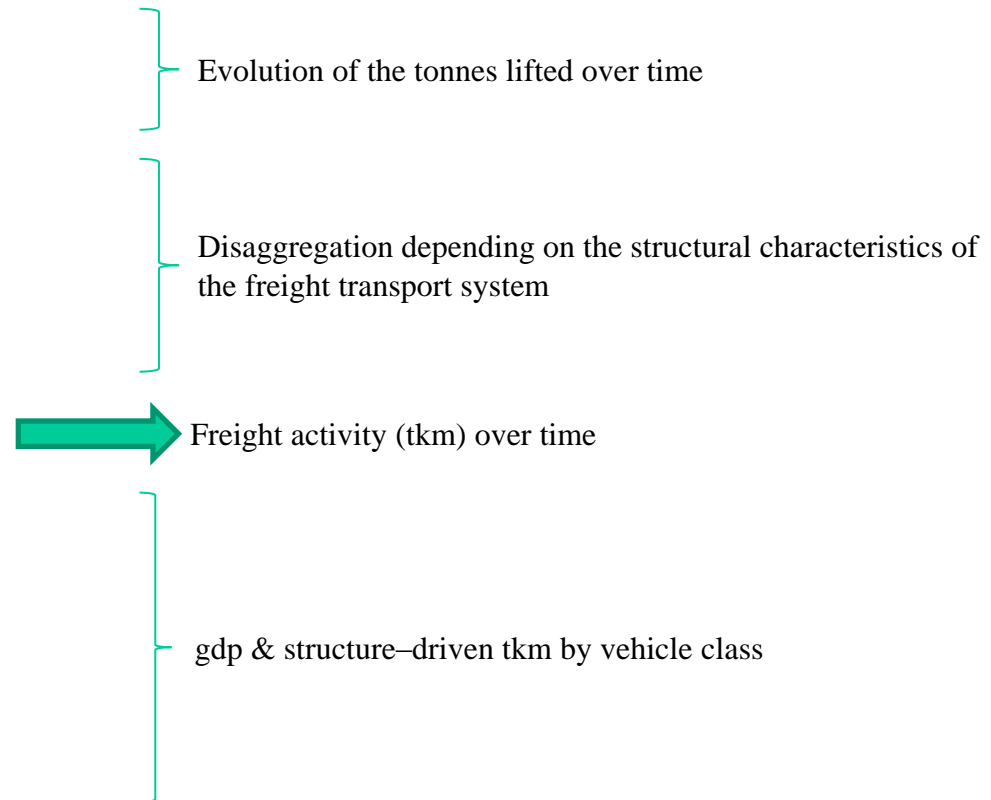 Evolution of the tonnes lifted over time
Disaggregation depending on the structural characteristics of
the freight transport system
Freight activity (tkm) over time
gdp & structure–driven tkm by vehicle class